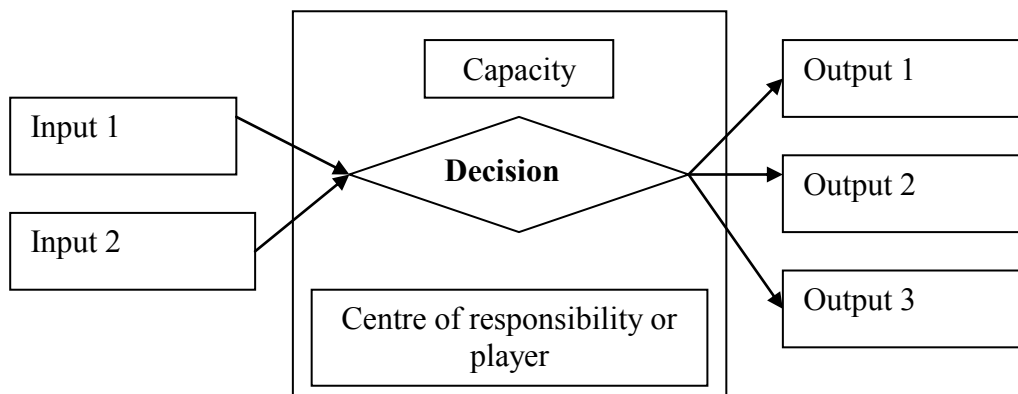 Input 1
Input 2
Capacity
Decision
Centre of responsibility or
player
Output 1
Output 2
Output 3